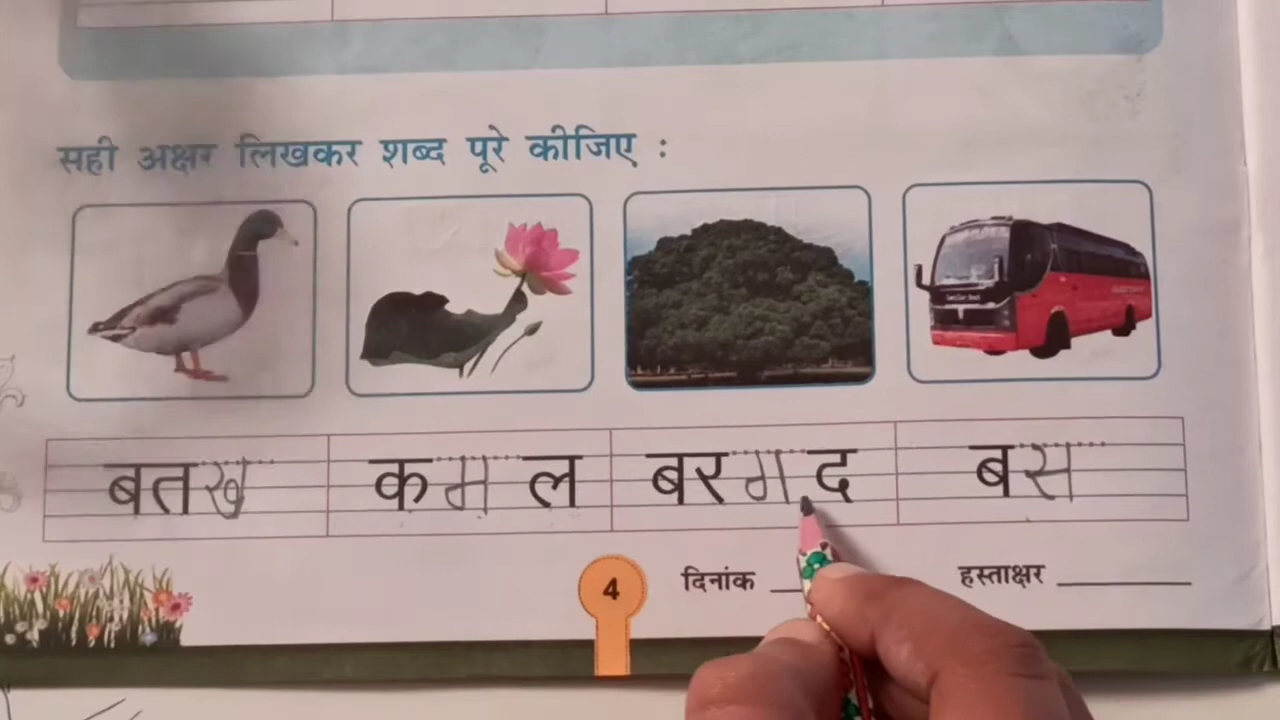 सही अक्षर लिखकर शब्द पूरे कीजिए :
बतख कमल बरगद बस
4 दिनांक हस्ताक्षर